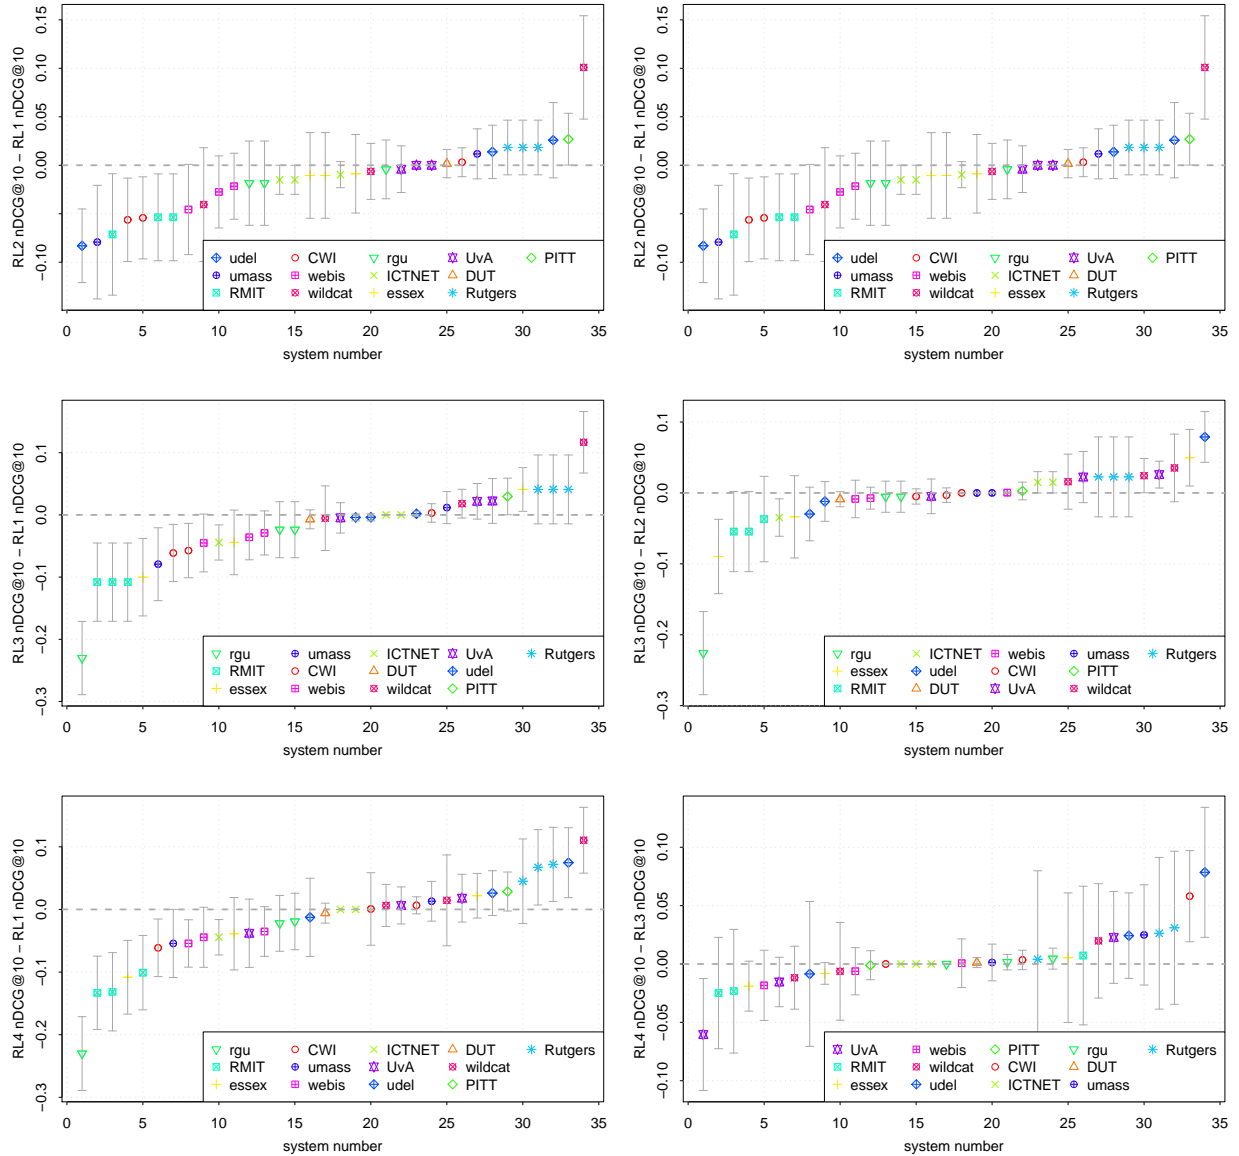 RL2 nDCG@10 − RL1 nDCG@10
0.15
0.10
0.05
0.00
−0.10
udel
CWI
rgu
UvA
PITT
umass
webis
ICTNET
DUT
RMIT
wildcat
essex
Rutgers
0 5 10 15 20 25 30 35
system number
RL2 nDCG@10 − RL1 nDCG@10
0.15
0.10
0.05
0.00
−0.10
udel
CWI
rgu
UvA
PITT
umass
webis
ICTNET
DUT
RMIT
wildcat
essex
Rutgers
0 5 10 15 20 25 30 35
system number
RL3 nDCG@10 − RL1 nDCG@10
0.1
0.0
−0.1
−0.2
−0.3
rgu
umass
ICTNET
UvA
Rutgers
RMIT
CWI
DUT
udel
essex
webis
wildcat
PITT
0 5 10 15 20 25 30 35
system number
RL3 nDCG@10 − RL2 nDCG@10
0.1
0.0
−0.1
−0.2
−0.3
rgu
ICTNET
webis
umass
Rutgers
essex
udel
CWI
PITT
RMIT
DUT
UvA
wildcat
0 5 10 15 20 25 30 35
system number
RL4 nDCG@10 − RL1 nDCG@10
0.1
0.0
−0.1
−0.2
−0.3
rgu
CWI
ICTNET
DUT
Rutgers
RMIT
umass
UvA
wildcat
essex
webis
udel
PITT
0 5 10 15 20 25 30 35
system number
RL4 nDCG@10 − RL3 nDCG@10
0.10
0.05
0.00
−0.05
−0.10
UvA
webis
PITT
rgu
Rutgers
RMIT
wildcat
CWI
DUT
essex
udel
ICTNET
umass
0 5 10 15 20 25 30 35
system number